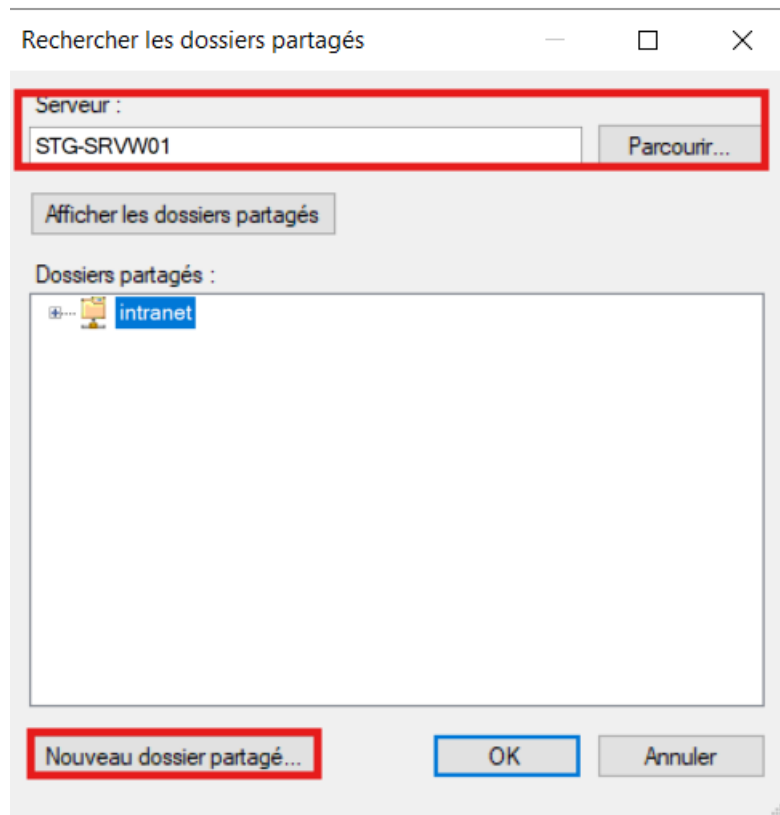 Rechercher les dossiers partagés
Serveur :
STG-SRVW01
Parcourir...
Afficher les dossiers partagés
Dossiers partagés :
intranet
Nouveau dossier partagé...
OK
Annuler